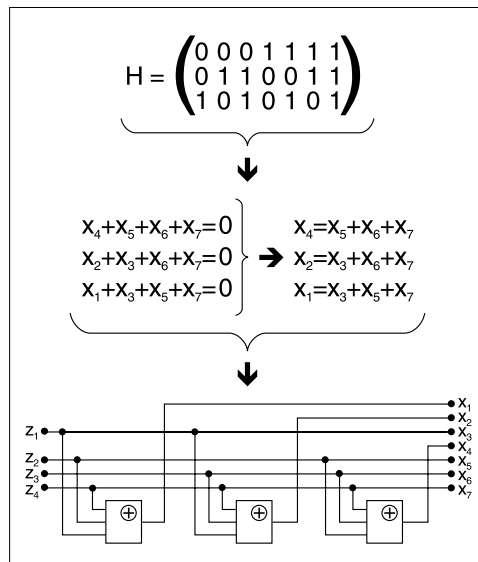 0 0 0 1 1 1 1
H = ( 0 1 1 0 0 1 1 )
1 0 1 0 1 0 1
x₄+x₅+x₆+x₇=0 x₄=x₅+x₆+x₇
x₂+x₃+x₆+x₇=0 x₂=x₃+x₆+x₇
x₁+x₃+x₅+x₇=0 x₁=x₃+x₅+x₇
x₁
x₂
z₁ x₃
x₄
z₂ x₅
z₃ x₆
z₄ x₇
⊕ ⊕ ⊕